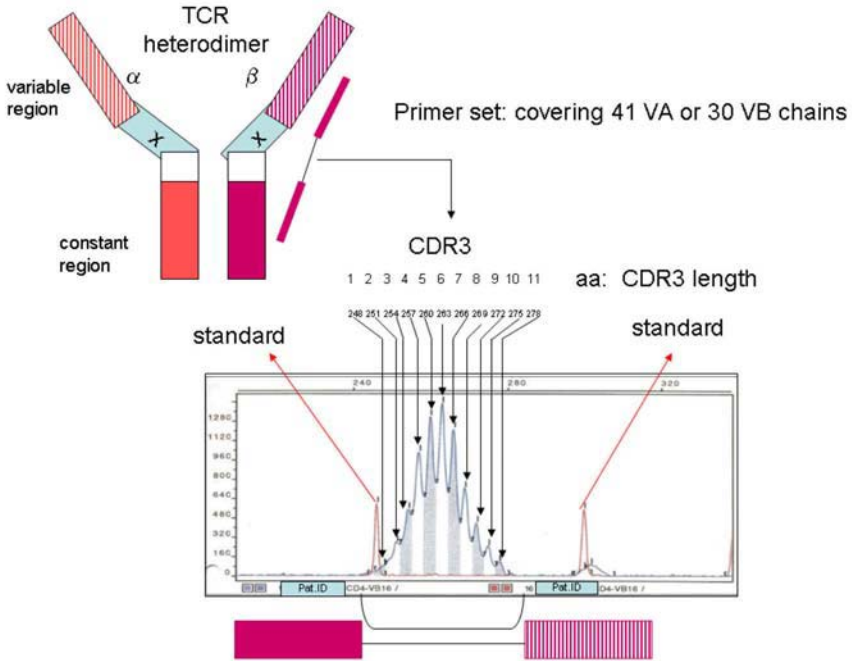 TCR
heterodimer
α
β
variable
region
X
X
Primer set: covering 41 VA or 30 VB chains
constant
region
CDR3
1 2 3 4 5 6 7 8 9 10 11
aa: CDR3 length
248 251 254 257 260 263 266 269 272 275 278
standard
standard
240 280 320
1280
1120
960
800
640
480
320
160
0
Pat.ID
CD4-VB16 /
16
Pat.ID
D4-VB16 /